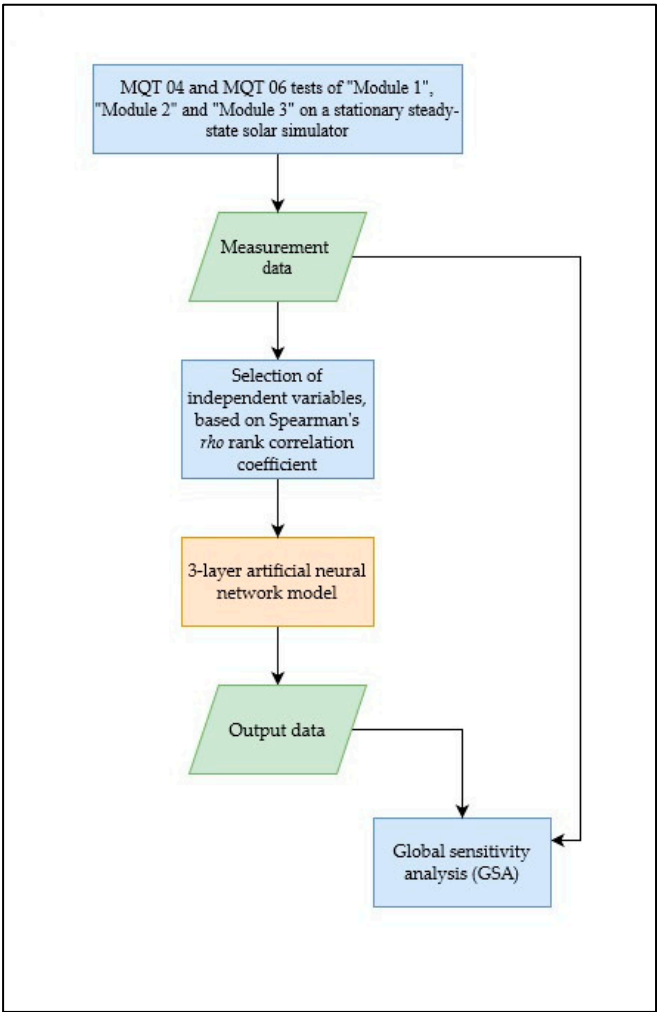 MQT 04 and MQT 06 tests of "Module 1",
"Module 2" and "Module 3" on a stationary steady-
state solar simulator
Measurement
data
Selection of
independent variables,
based on Spearman's
rho rank correlation
coefficient
3-layer artificial neural
network model
Output data
Global sensitivity
analysis (GSA)